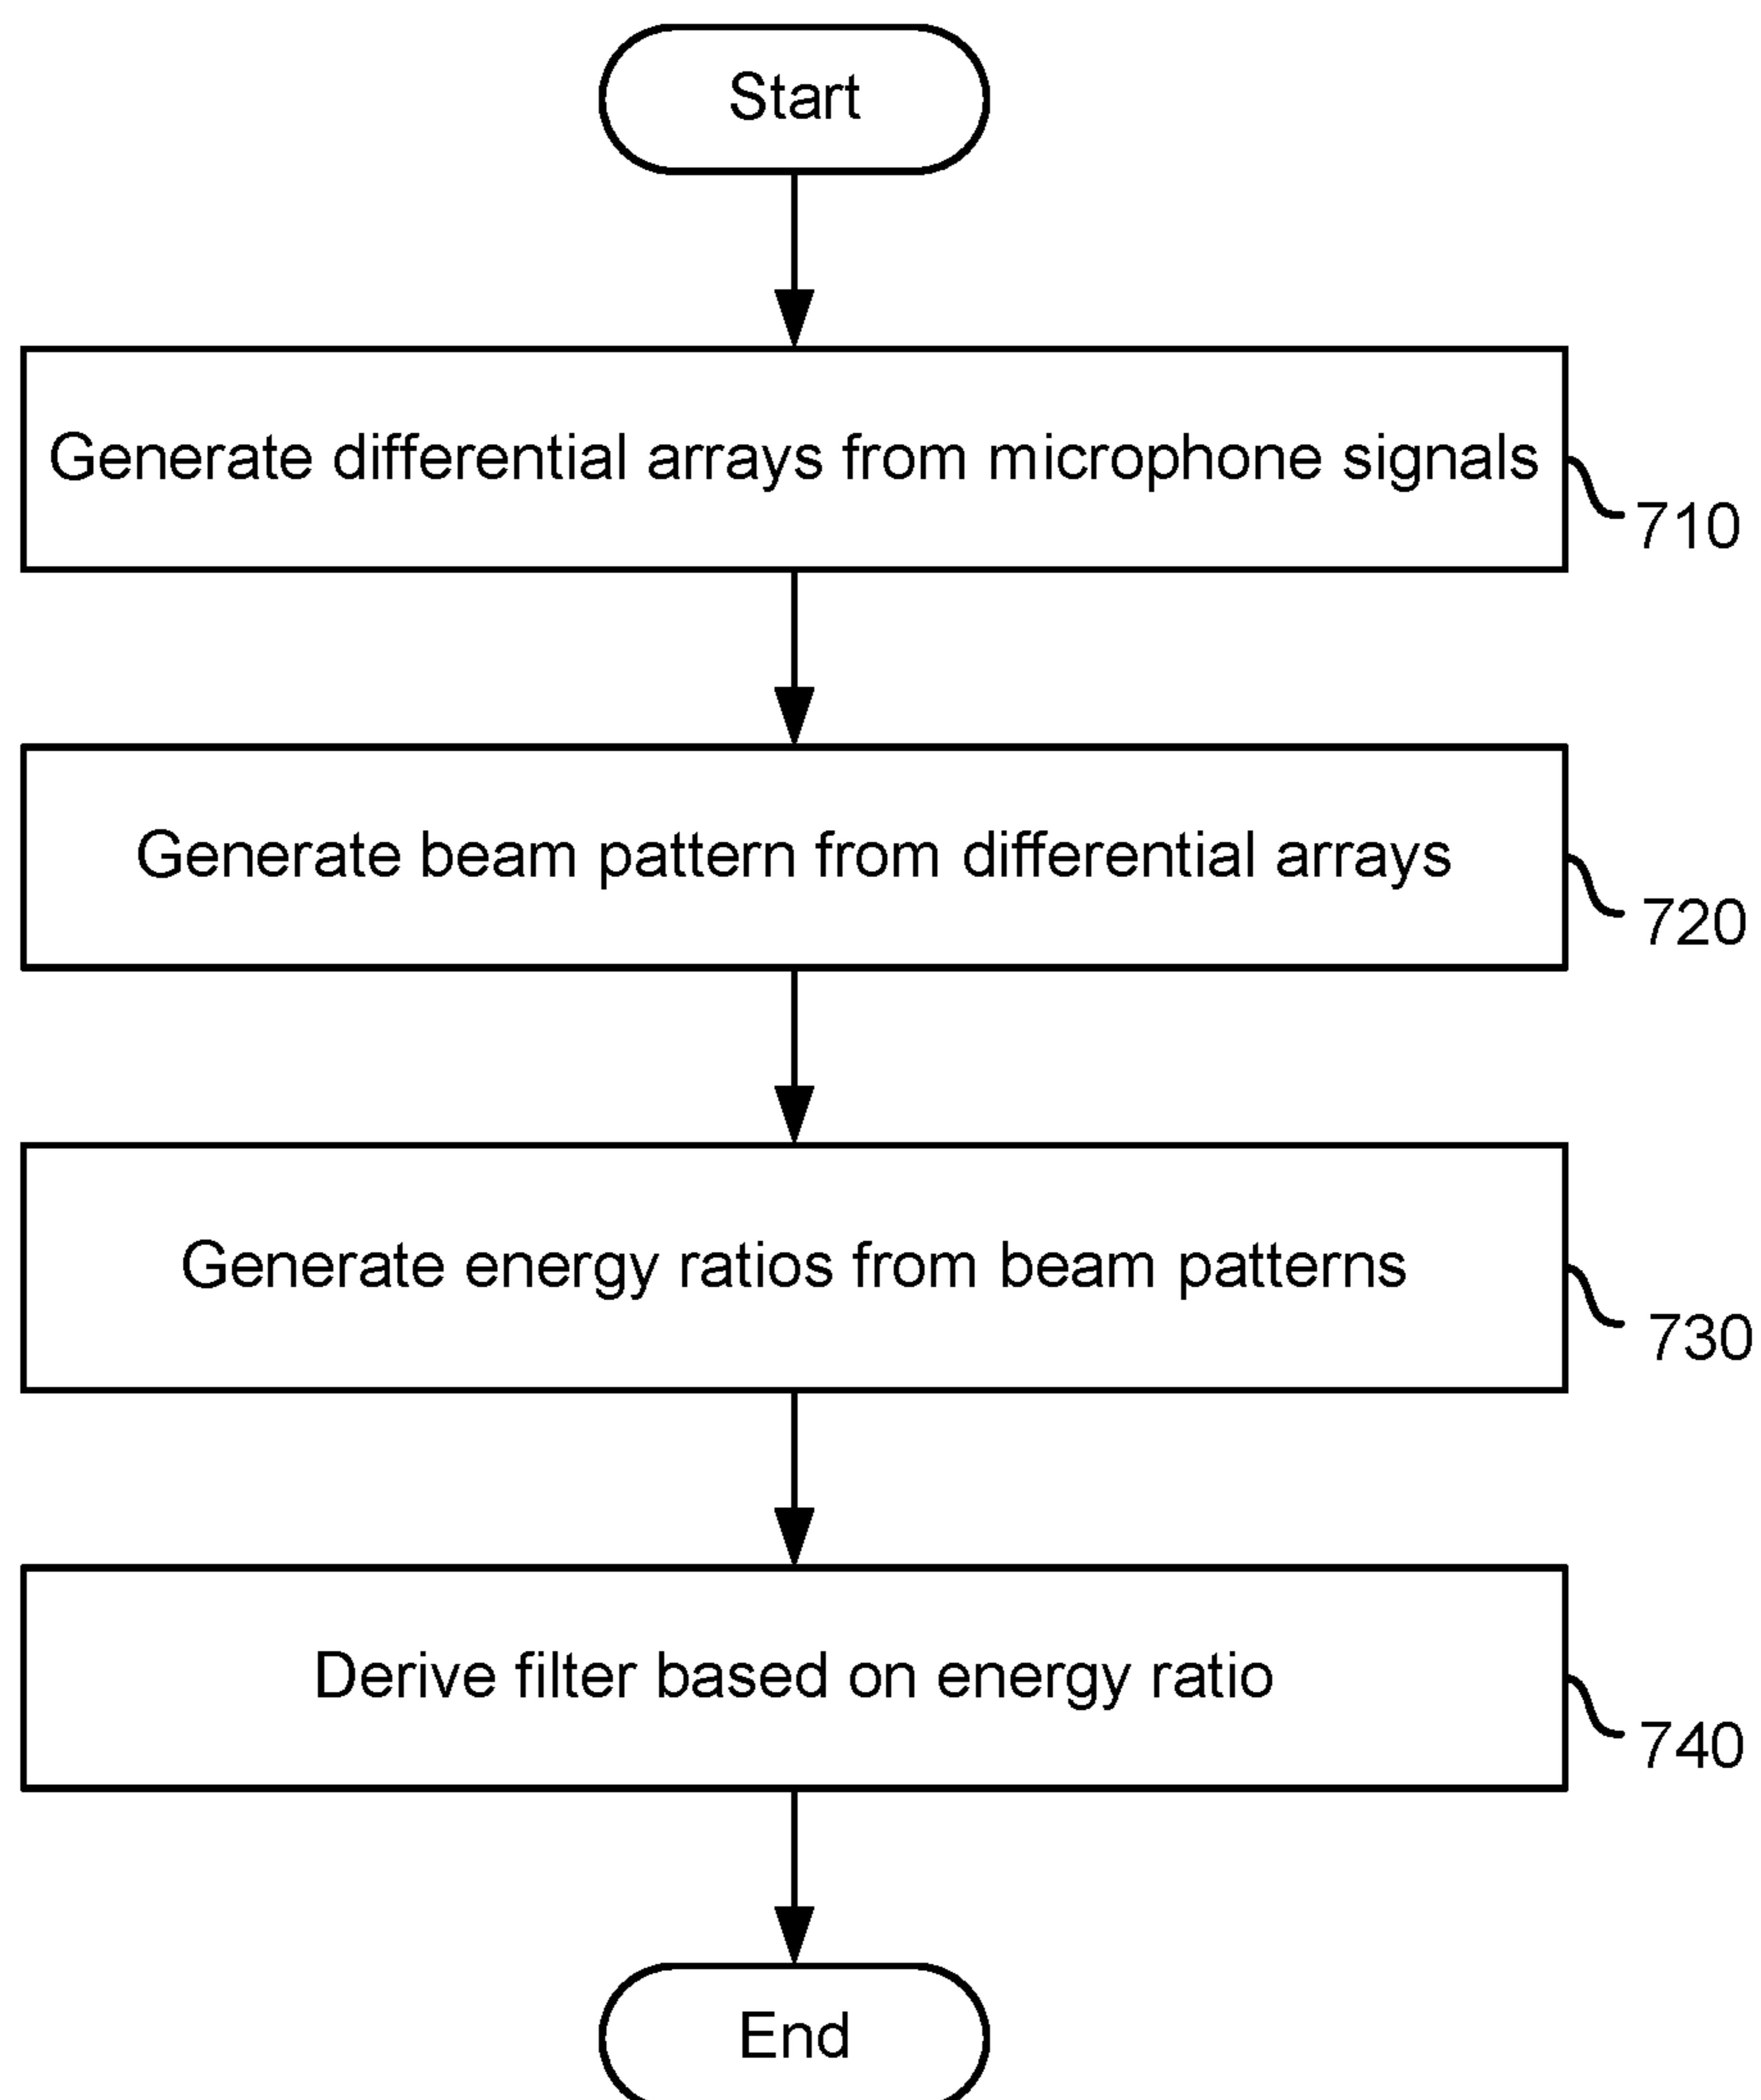 Start
Generate differential arrays from microphone signals
710
Generate beam pattern from differential arrays
720
Generate energy ratios from beam patterns
730
Derive filter based on energy ratio
740
End